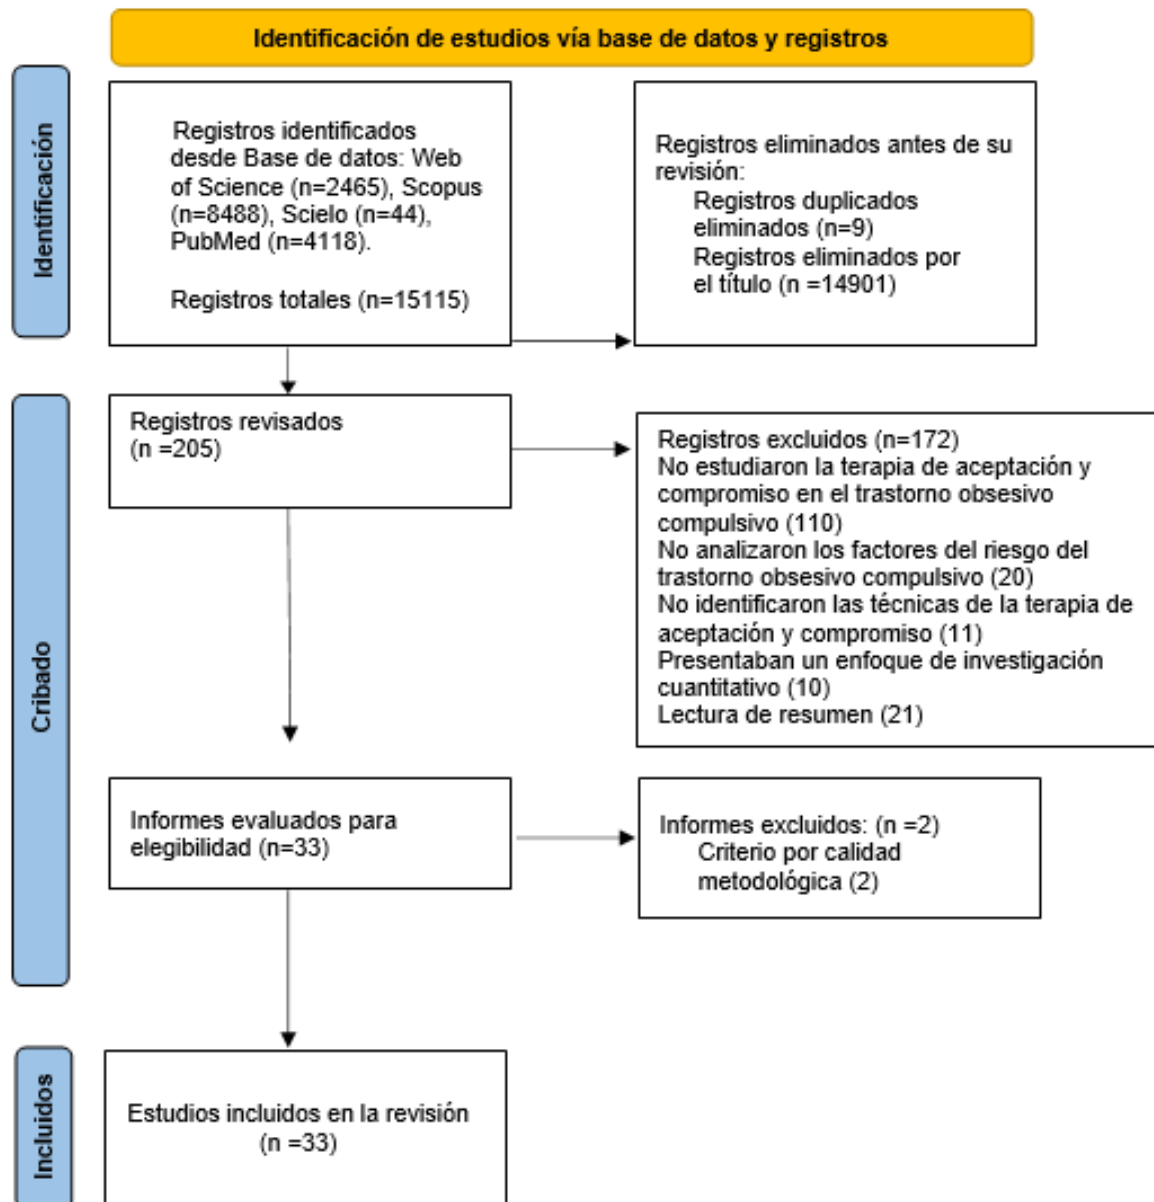 Identificación de estudios vía base de datos y registros
Identificación
Registros identificados
desde Base de datos: Web
of Science (n=2465), Scopus
(n=8488), Scielo (n=44),
PubMed (n=4118).
Registros totales (n=15115)
Registros eliminados antes de su
revisión:
Registros duplicados
eliminados (n=9)
Registros eliminados por
el título (n =14901)
Cribado
Registros revisados
(n =205)
Registros excluidos (n=172)
No estudiaron la terapia de aceptación y
compromiso en el trastorno obsesivo
compulsivo (110)
No analizaron los factores del riesgo del
trastorno obsesivo compulsivo (20)
No identificaron las técnicas de la terapia de
aceptación y compromiso (11)
Presentaban un enfoque de investigación
cuantitativo (10)
Lectura de resumen (21)
Informes evaluados para
elegibilidad (n=33)
Informes excluidos: (n =2)
Criterio por calidad
metodológica (2)
Incluidos
Estudios incluidos en la revisión
(n =33)